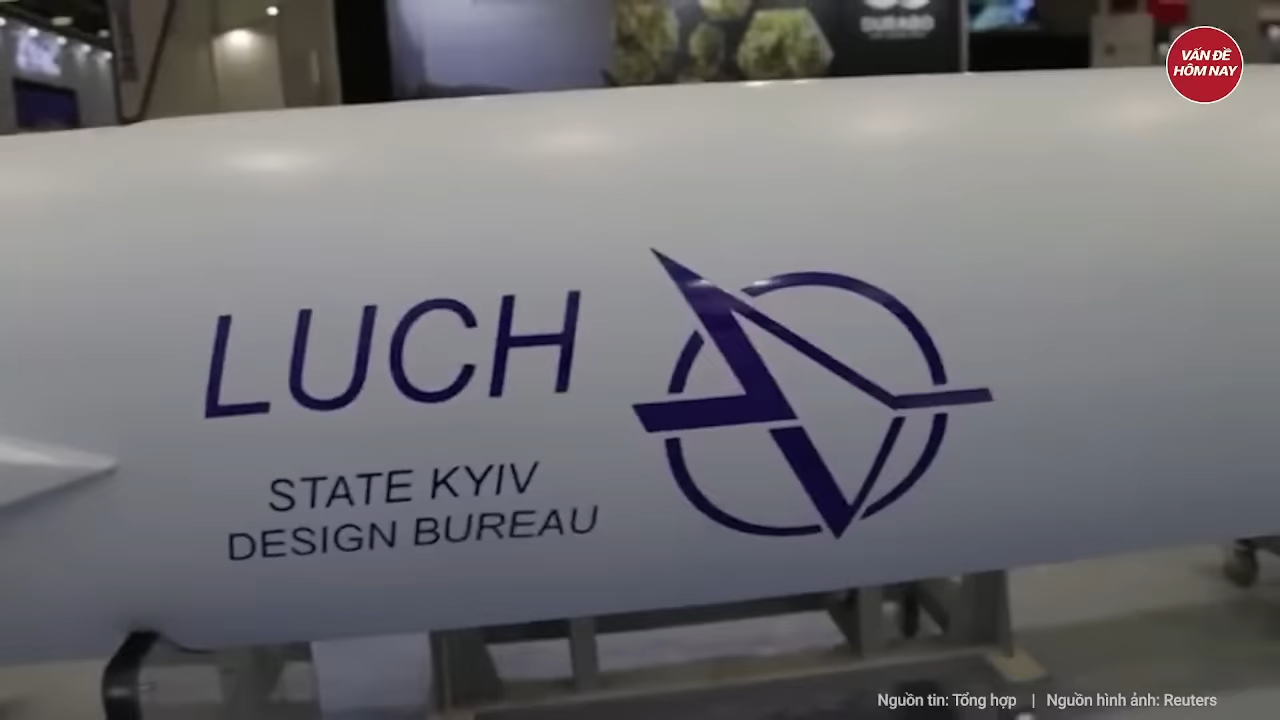 VẤN ĐỀ
HÔM NAY
LUCH
STATE KYIV
DESIGN BUREAU
Nguồn tin: Tổng hợp | Nguồn hình ảnh: Reuters